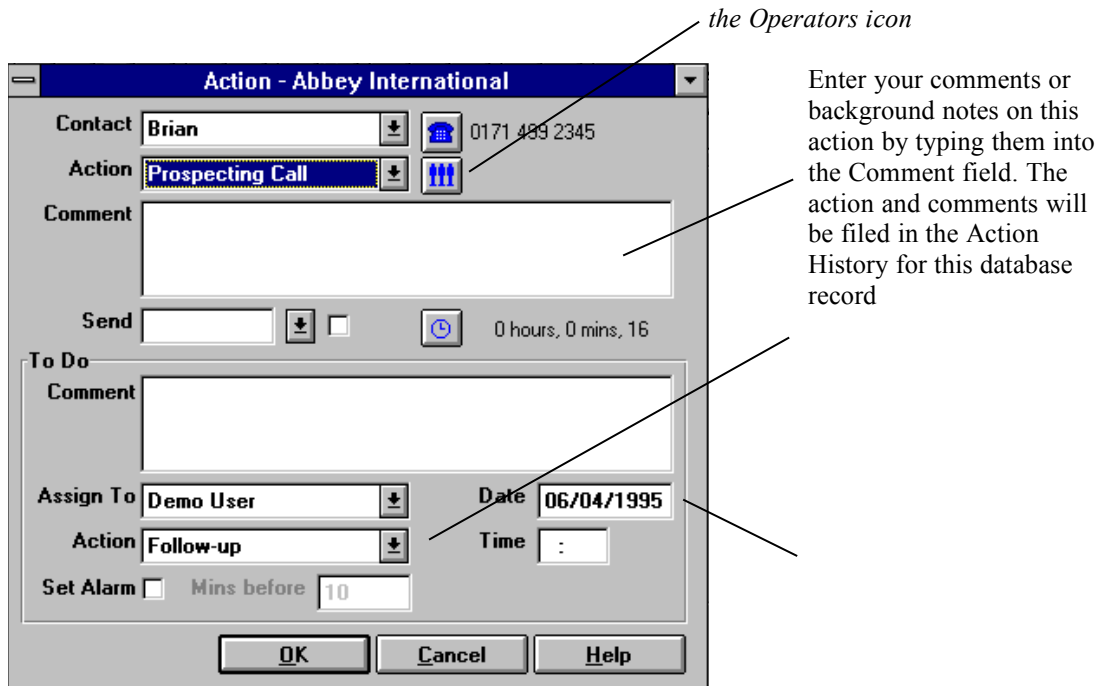 the Operators icon
Action - Abbey International
Contact Brian 0171 499 2345
Action Prospecting Call
Comment
Enter your comments or
background notes on this
action by typing them into
the Comment field. The
action and comments will
be filed in the Action
History for this database
record
Send 0 hours, 0 mins, 16
To Do
Comment
Assign To Demo User Date 06/04/1995
Action Follow-up Time :
Set Alarm Mins before 10
OK Cancel Help